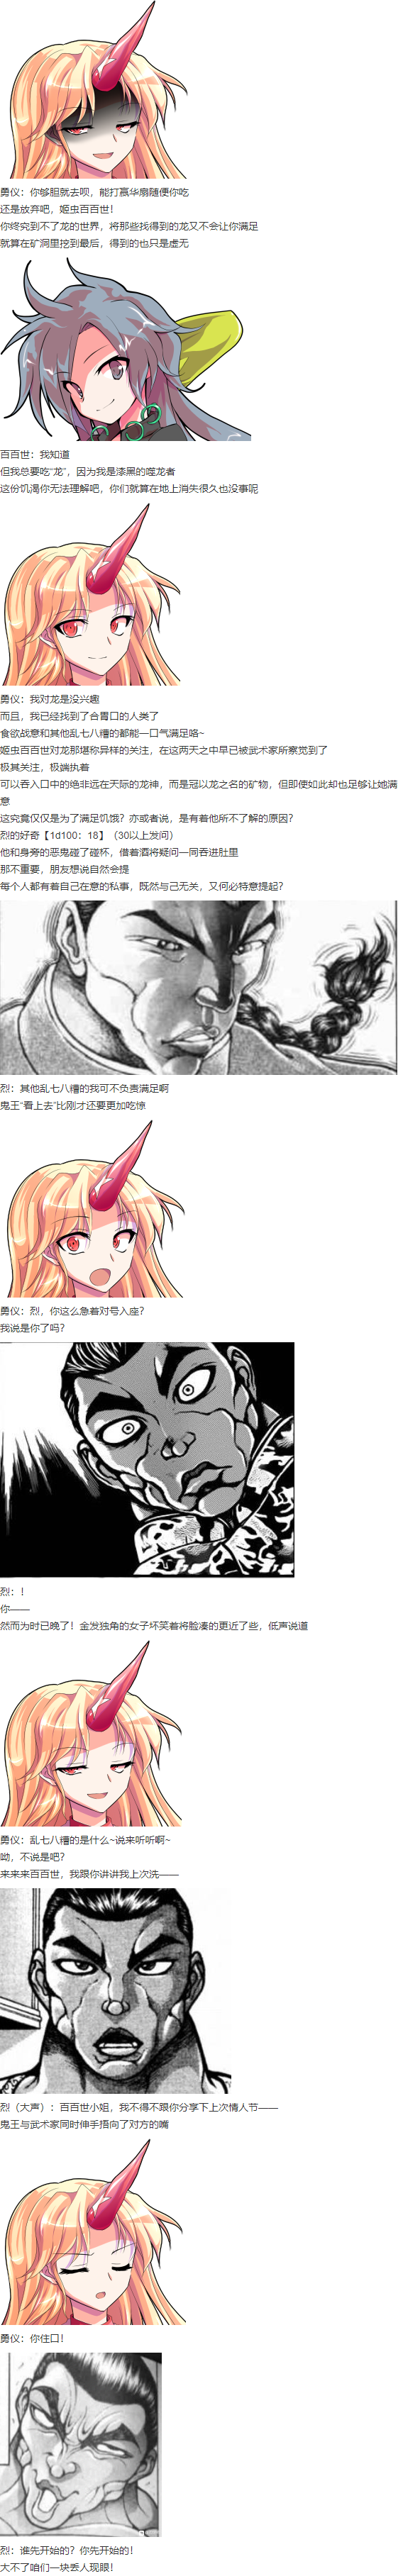 勇仪：你够胆就去呗，能打赢华扇随便你吃
还是放弃吧，姬虫百百世！
你终究到不了龙的世界，将那些找得到的龙又不会让你满足
就算在矿洞里挖到最后，得到的也只是虚无
百百世：我知道
但我总要吃“龙”，因为我是漆黑的噬龙者
这份饥渴你无法理解吧，你们就算在地上消失很久也没事呢
勇仪：我对龙是没兴趣
而且，我已经找到了合胃口的人类了
食欲战意和其他乱七八糟的都能一口气满足咯~
姬虫百百世对龙那堪称异样的关注，在这两天之中早已被武术家所察觉到了
极其关注，极端执着
可以吞入口中的绝非远在天际的龙神，而是冠以龙之名的矿物，但即使如此却也足够让她满
意
这究竟仅仅是为了满足饥饿？亦或者说，是有着他所不了解的原因？
烈的好奇【1d100：18】（30以上发问）
他和身旁的恶鬼碰了碰杯，借着酒将疑问一同吞进肚里
那不重要，朋友想说自然会提
每个人都有着自己在意的私事，既然与己无关，又何必特意提起？
烈：其他乱七八糟的我可不负责满足啊
鬼王“看上去”比刚才还要更加吃惊
勇仪：烈，你这么急着对号入座？
我说是你了吗？
烈：！
你——
然而为时已晚了！金发独角的女子坏笑着将脸凑的更近了些，低声说道
勇仪：乱七八糟的是什么~说来听听啊~
呦，不说是吧？
来来来百百世，我跟你讲讲我上次洗——
烈（大声）：百百世小姐，我不得不跟你分享下上次情人节——
鬼王与武术家同时伸手捂向了对方的嘴
勇仪：你住口！
烈：谁先开始的？你先开始的！
大不了咱们一块丢人现眼！